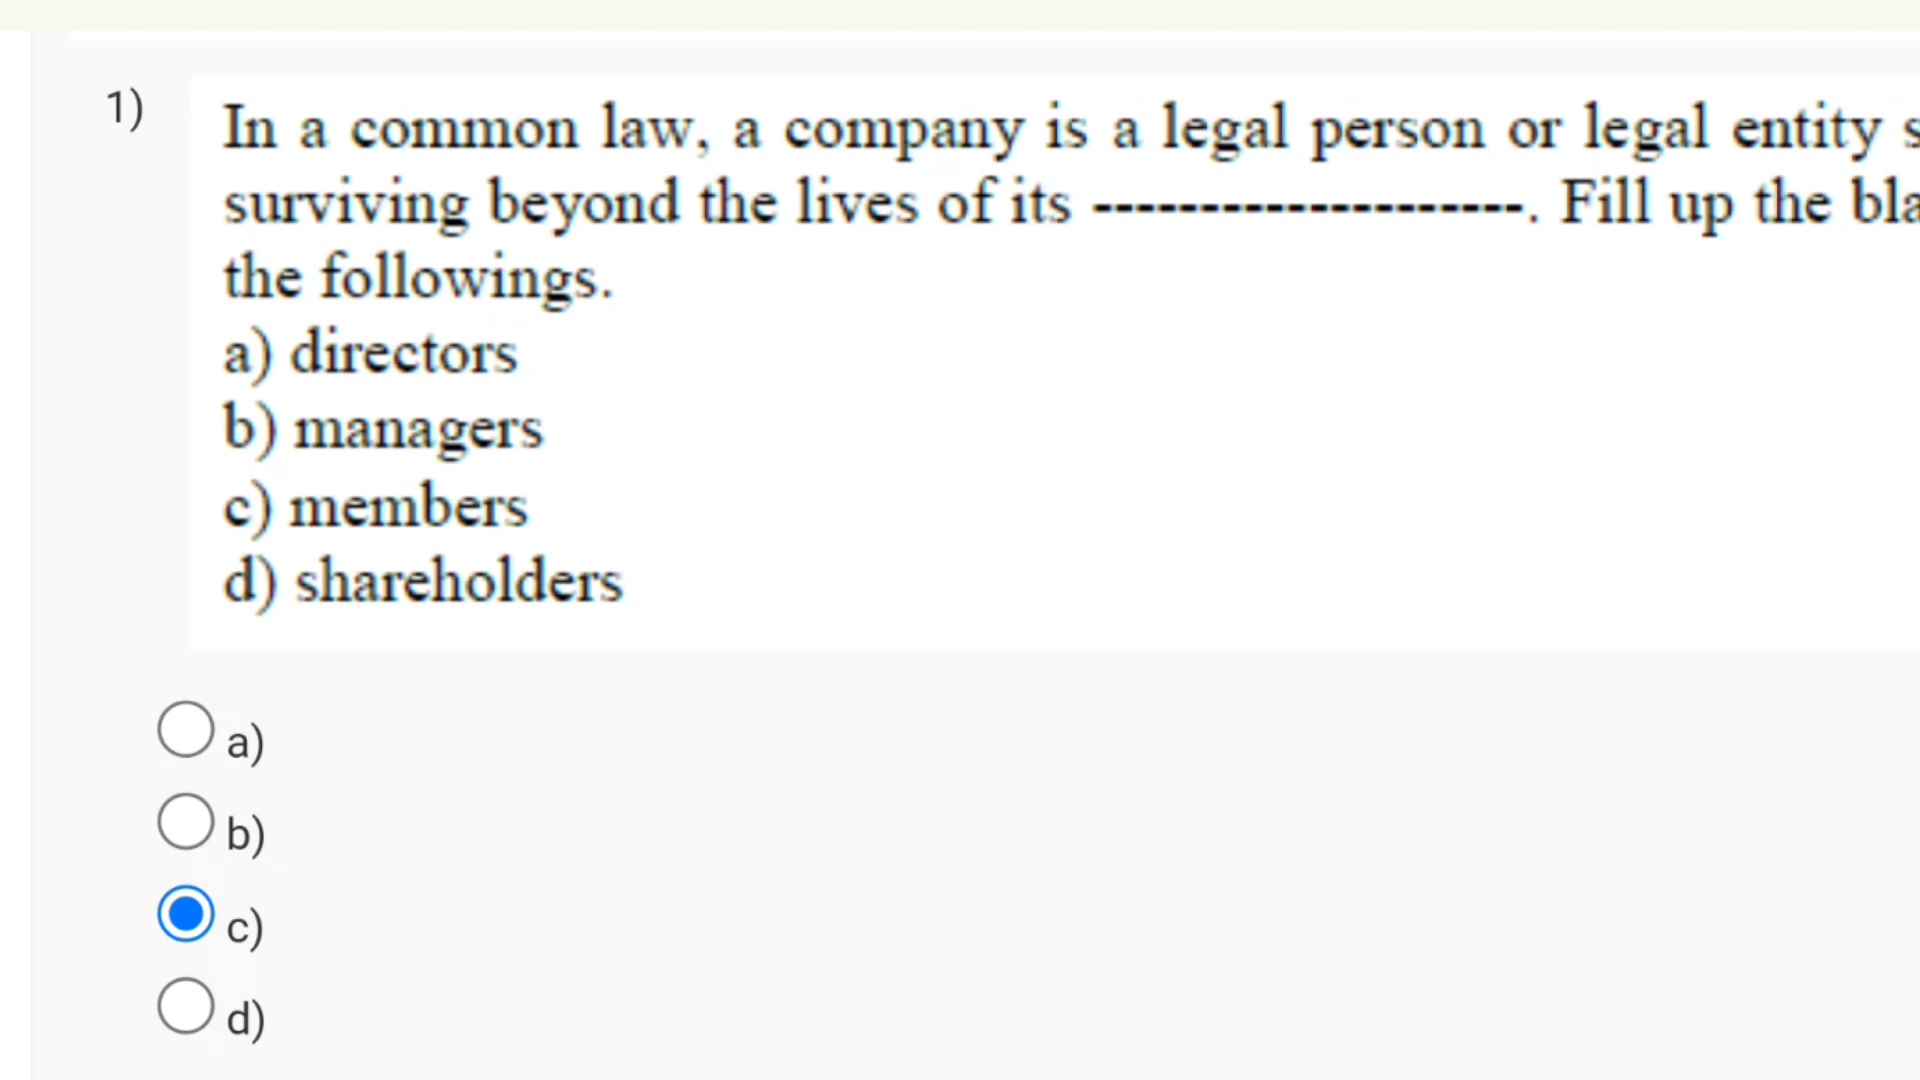 1)
In a common law, a company is a legal person or legal entity
surviving beyond the lives of its --------------------. Fill up the
the followings.
a) directors
b) managers
c) members
d) shareholders
a)
b)
c)
d)